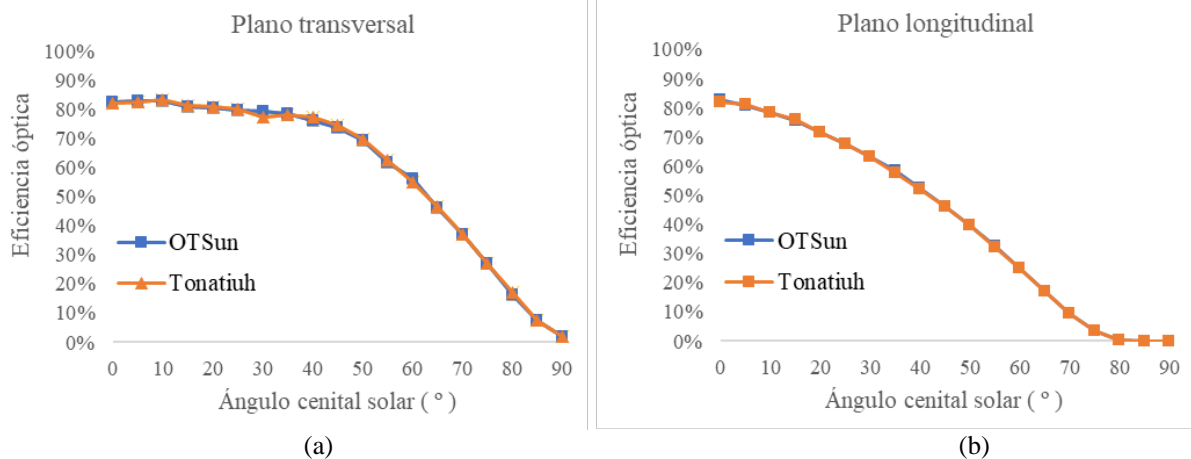 Plano transversal
100%
90%
80%
70%
60%
50%
40%
30%
20%
10%
0%
Eficiencia óptica
OTSun
Tonatiuh
0 10 20 30 40 50 60 70 80 90
Ángulo cenital solar ( º )
(a)
Plano longitudinal
100%
90%
80%
70%
60%
50%
40%
30%
20%
10%
0%
Eficiencia óptica
OTSun
Tonatiuh
0 10 20 30 40 50 60 70 80 90
Ángulo cenital solar ( º )
(b)